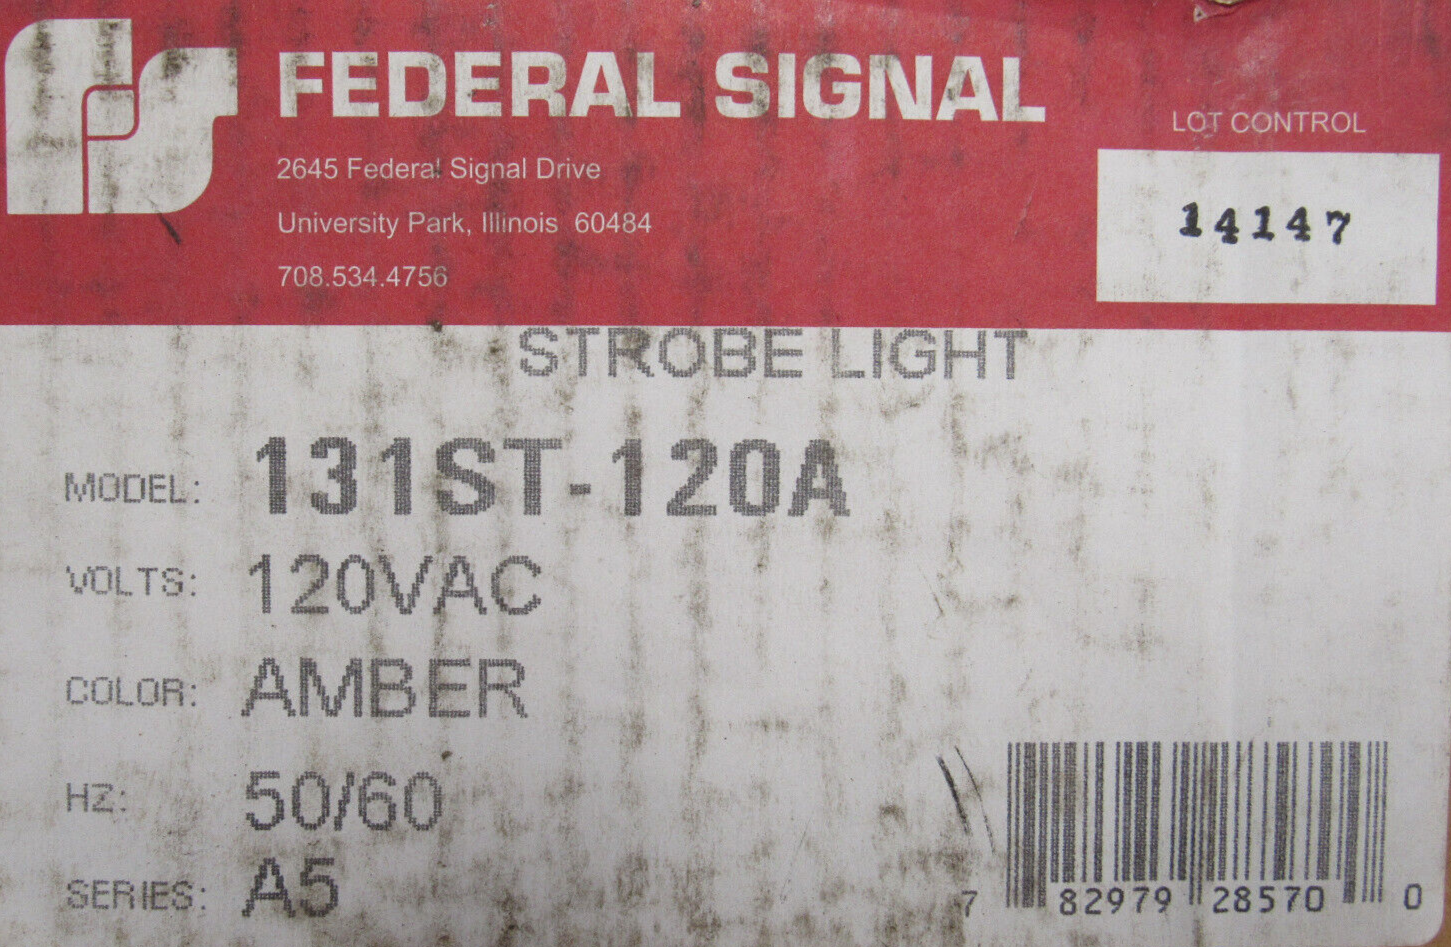 FEDERAL SIGNAL
2645 Federal Signal Drive
University Park, Illinois 60484
708.534.4756
LOT CONTROL
14147
STROBE LIGHT
MODEL: 131ST-120A
VOLTS: 120VAC
COLOR: AMBER
HZ: 50/60
SERIES: A5
7 82979 28570 0